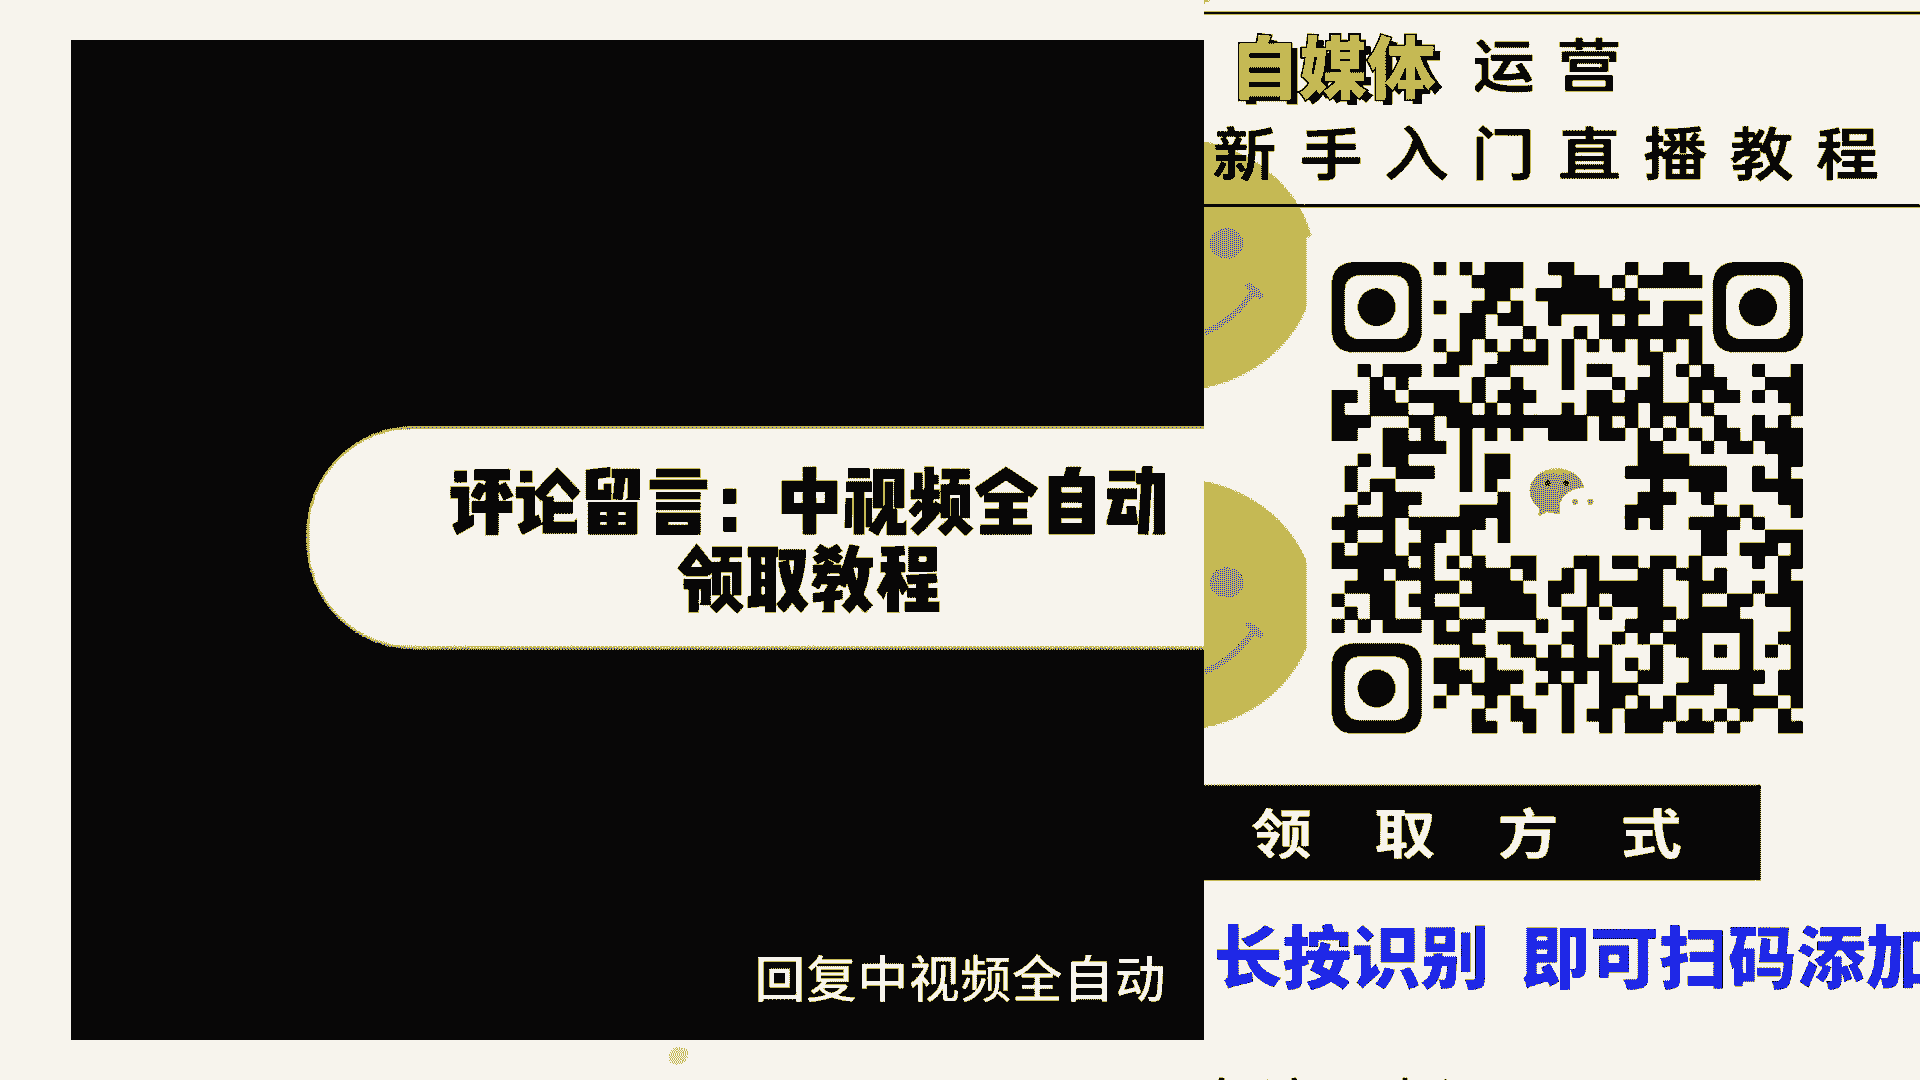 评论留言：中视频全自动
领取教程
回复中视频全自动
自媒体 运营
新手入门直播教程
领取方式
长按识别 即可扫码添加